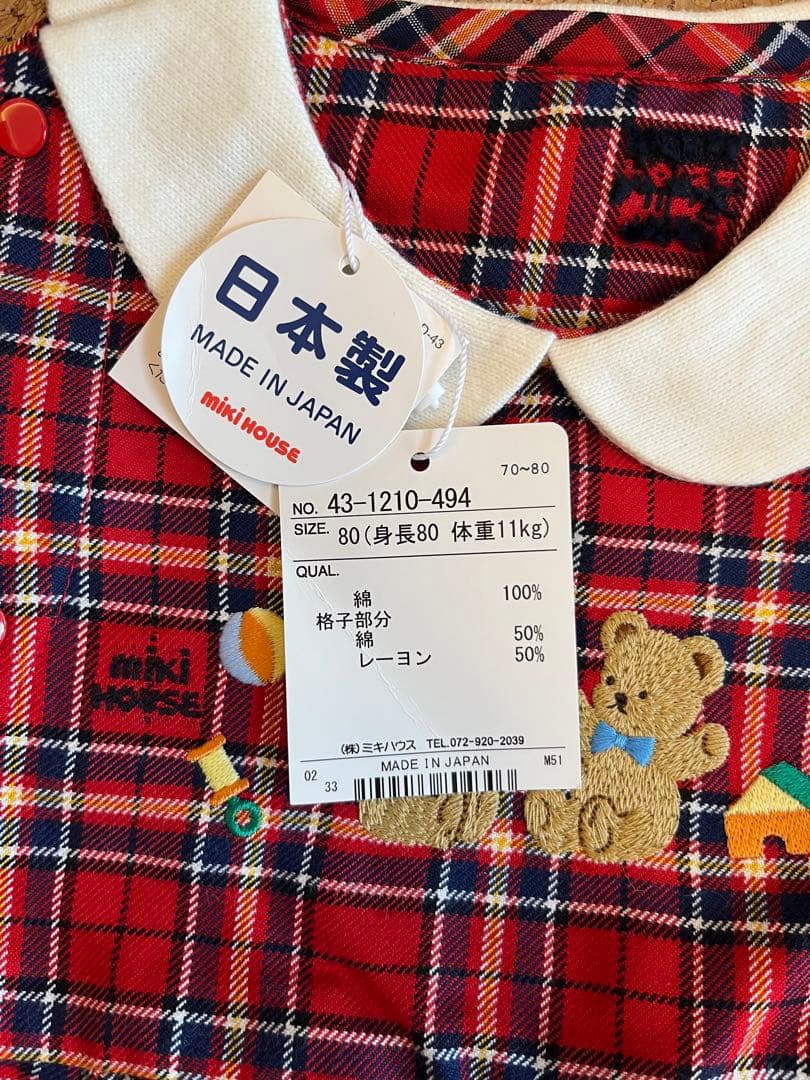 日本製
MADE IN JAPAN
miki HOUSE
-43
70~80
NO. 43-1210-494
SIZE. 80(身長80 体重11kg)
QUAL.
綿 100%
格子部分
綿 50%
レーヨン 50%
(株)ミキハウス TEL.072-920-2039
MADE IN JAPAN M51
02
33
miki
HOUSE